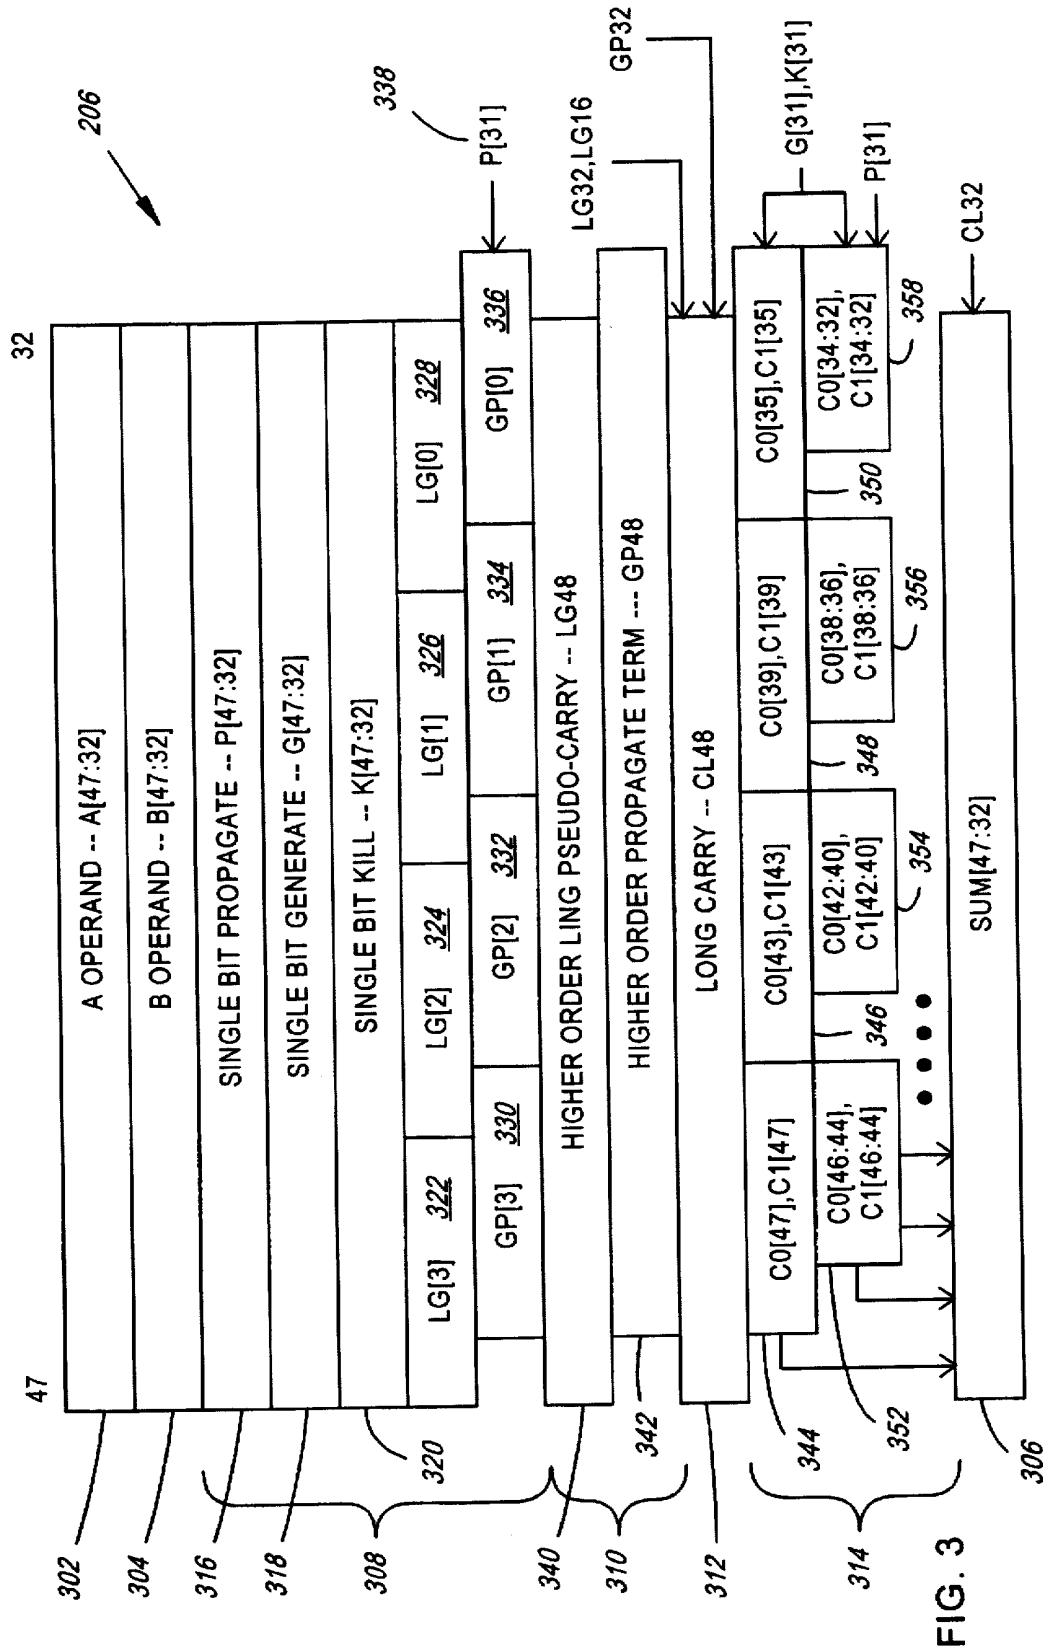 206
47
32
302
A OPERAND -- A[47:32]
304
B OPERAND -- B[47:32]
316
SINGLE BIT PROPAGATE -- P[47:32]
318
SINGLE BIT GENERATE -- G[47:32]
320
SINGLE BIT KILL -- K[47:32]
308
LG[3] 322
LG[2] 324
LG[1] 326
LG[0] 328
GP[3] 330
GP[2] 332
GP[1] 334
GP[0] 336
P[31]
338
340
HIGHER ORDER LING PSEUDO-CARRY -- LG48
310
342
HIGHER ORDER PROPAGATE TERM --- GP48
LG32,LG16
GP32
312
LONG CARRY -- CL48
344
C0[47],C1[47]
C0[43],C1[43]
C0[39],C1[39]
C0[35],C1[35]
346
348
350
G[31],K[31]
352
C0[46:44],
C1[46:44]
C0[42:40],
C1[42:40]
354
C0[38:36],
C1[38:36]
356
C0[34:32],
C1[34:32]
358
P[31]
314
306
SUM[47:32]
CL32
FIG. 3